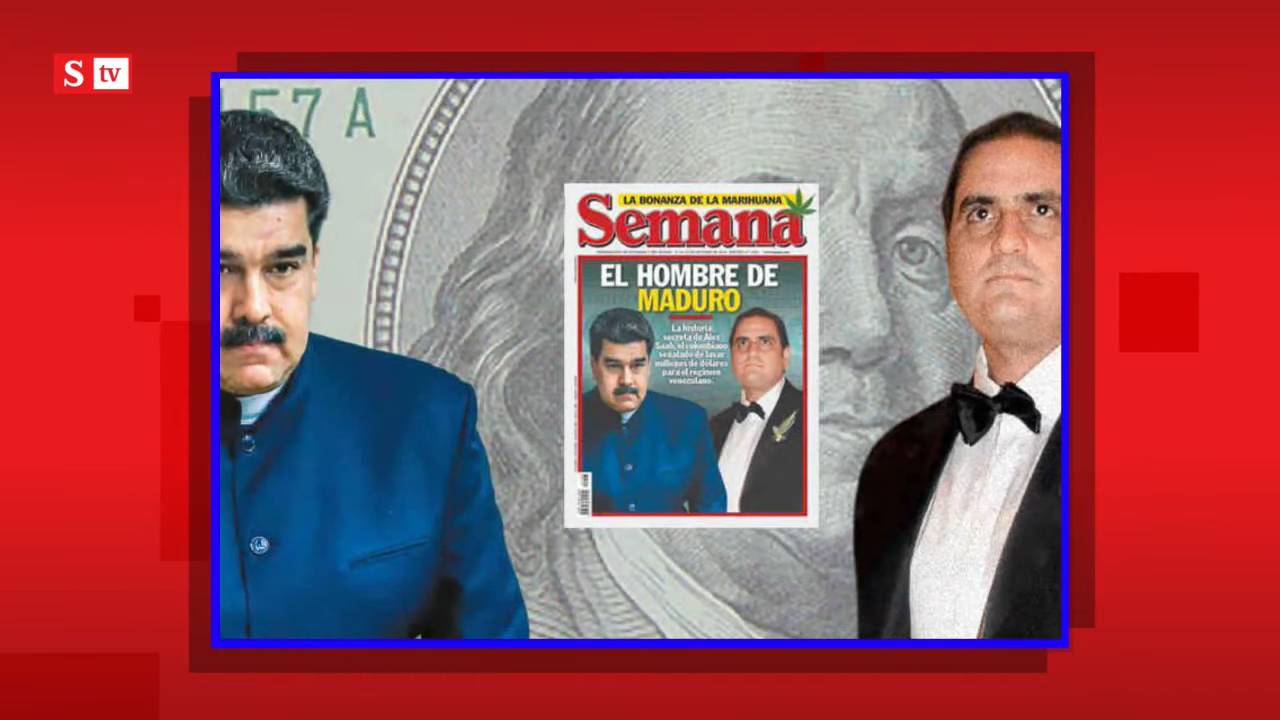 S tv
57 A
LA BONANZA DE LA MARIHUANA
Semana
EL HOMBRE DE
MADURO
La historia
secreta de Álex
Saab, el colombiano
señalado de lavar
millones de dólares
para el régimen
venezolano.